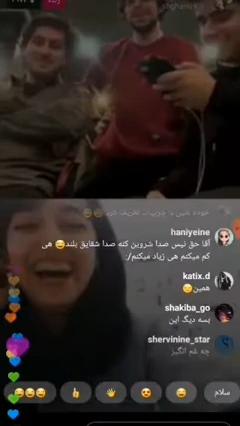 haniyeine
آقا حق نیس صدا شروین کنه صدا شقایق بلند😂 هی
کم میکنم هی زیاد میکنم/:
katix.d
همین😔
shakiba_go
بسه دیگ این
shervinine_star
چه غم انگیز
سلام